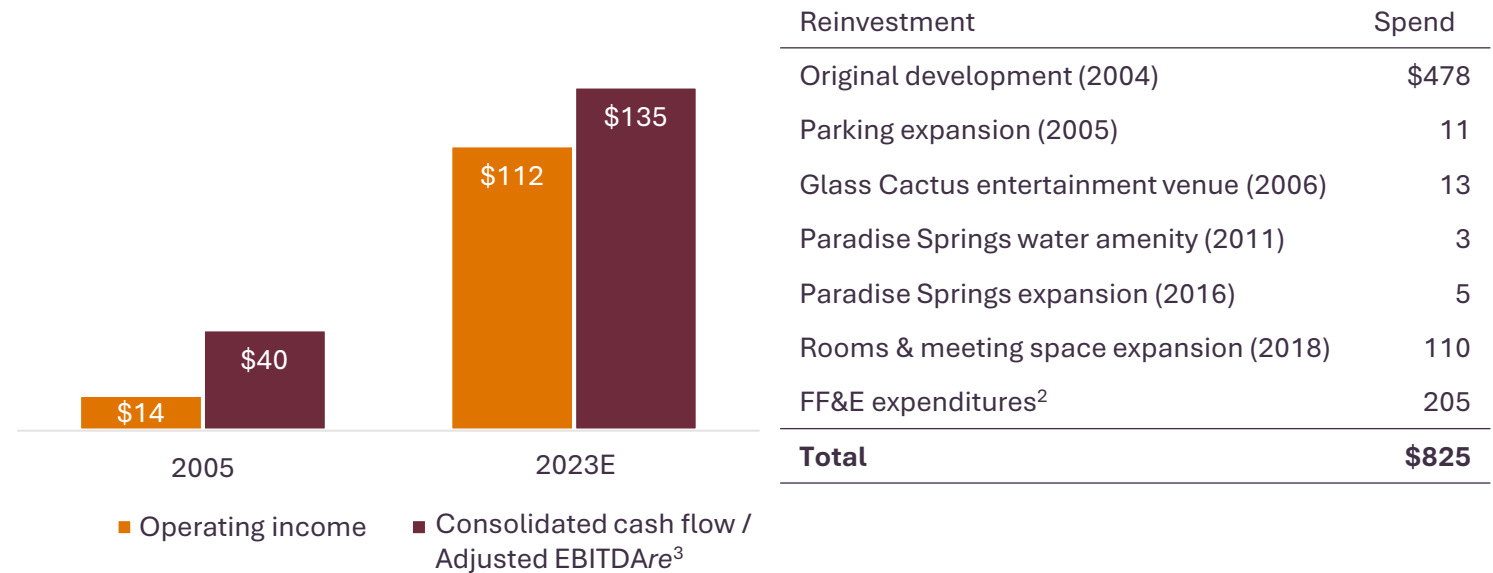 $14
$40
$112
$135
2005
2023E
Operating income
Consolidated cash flow /
Adjusted EBITDAre³
Reinvestment Spend
Original development (2004) $478
Parking expansion (2005) 11
Glass Cactus entertainment venue (2006) 13
Paradise Springs water amenity (2011) 3
Paradise Springs expansion (2016) 5
Rooms & meeting space expansion (2018) 110
FF&E expenditures² 205
Total $825